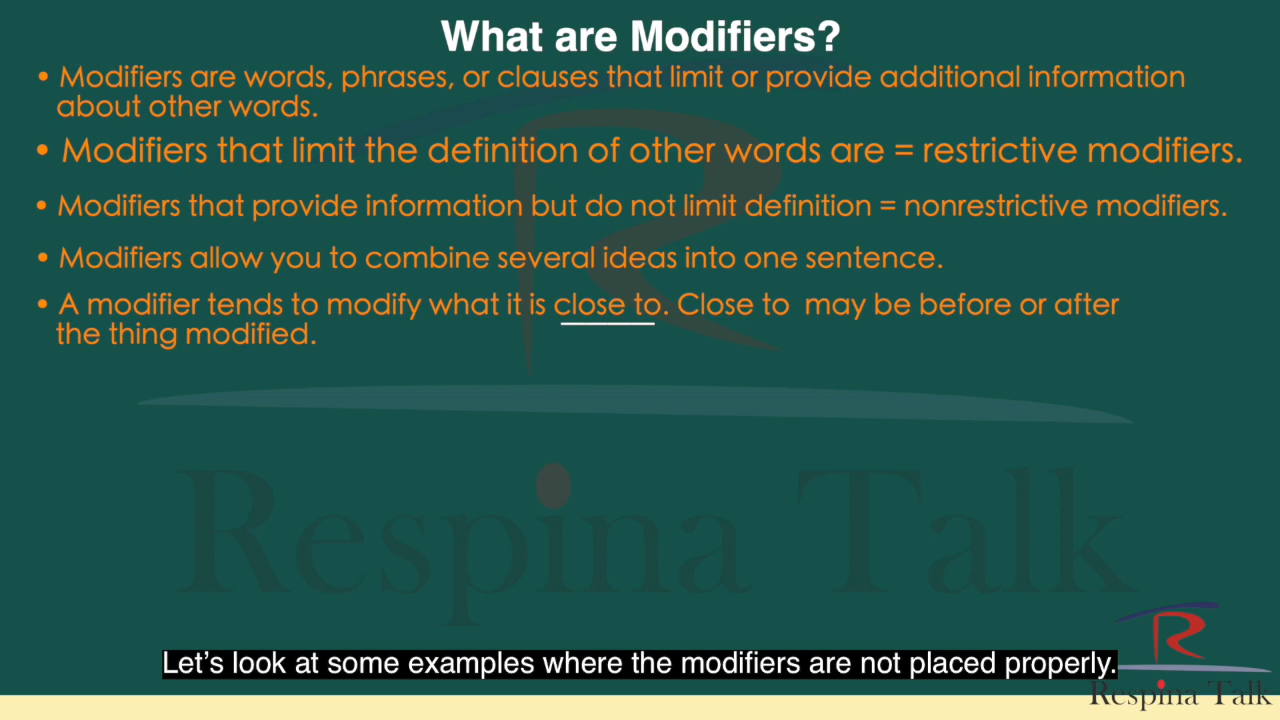 What are Modifiers?
• Modifiers are words, phrases, or clauses that limit or provide additional information
about other words.
• Modifiers that limit the definition of other words are = restrictive modifiers.
• Modifiers that provide information but do not limit definition = nonrestrictive modifiers.
• Modifiers allow you to combine several ideas into one sentence.
• A modifier tends to modify what it is close to. Close to may be before or after
the thing modified.
Respina Talk
Let's look at some examples where the modifiers are not placed properly.
R
Respina Talk